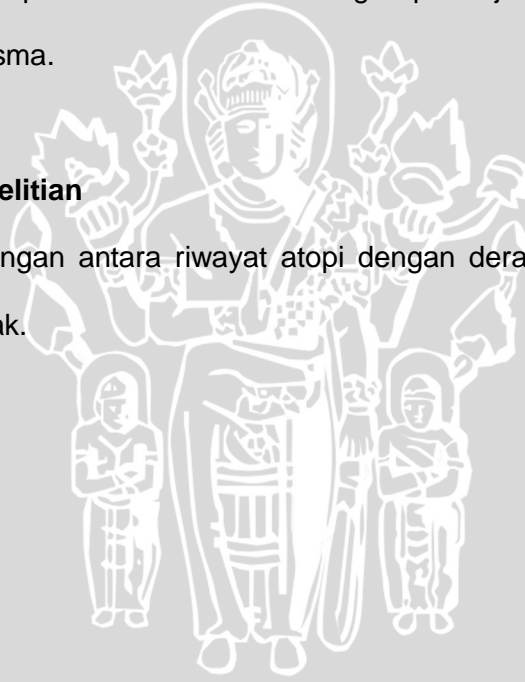 sma.
elitian
ngan antara riwayat atopi dengan dera
ak.